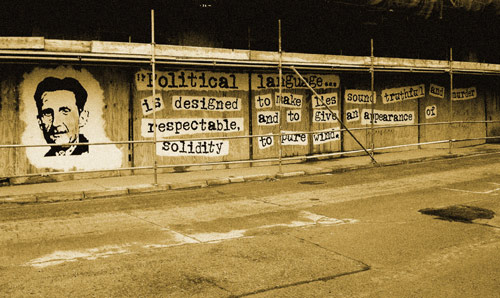 "Political language...
is designed to make lies sound truthful and murder
respectable, and to give an appearance of
solidity to pure wind."